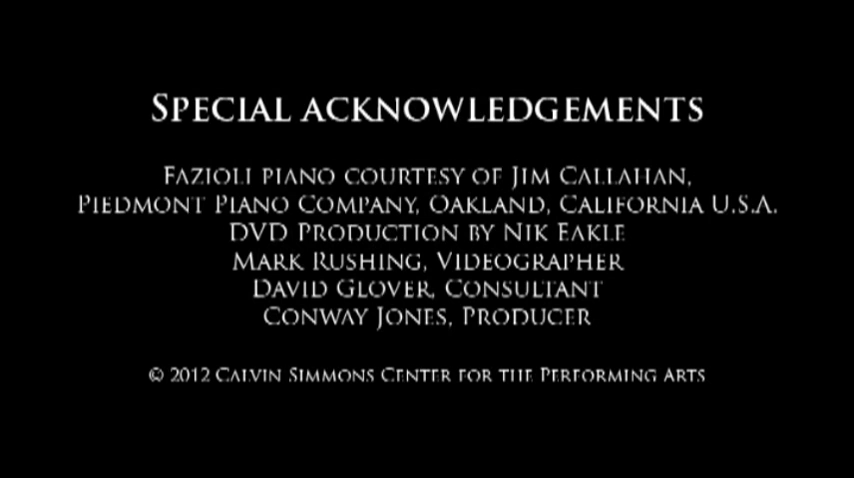 Special acknowledgements
Fazioli piano courtesy of Jim Callahan,
Piedmont Piano Company, Oakland, California U.S.A.
DVD Production by Nik Eakle
Mark Rushing, Videographer
David Glover, Consultant
Conway Jones, Producer
© 2012 Calvin Simmons Center for the Performing Arts